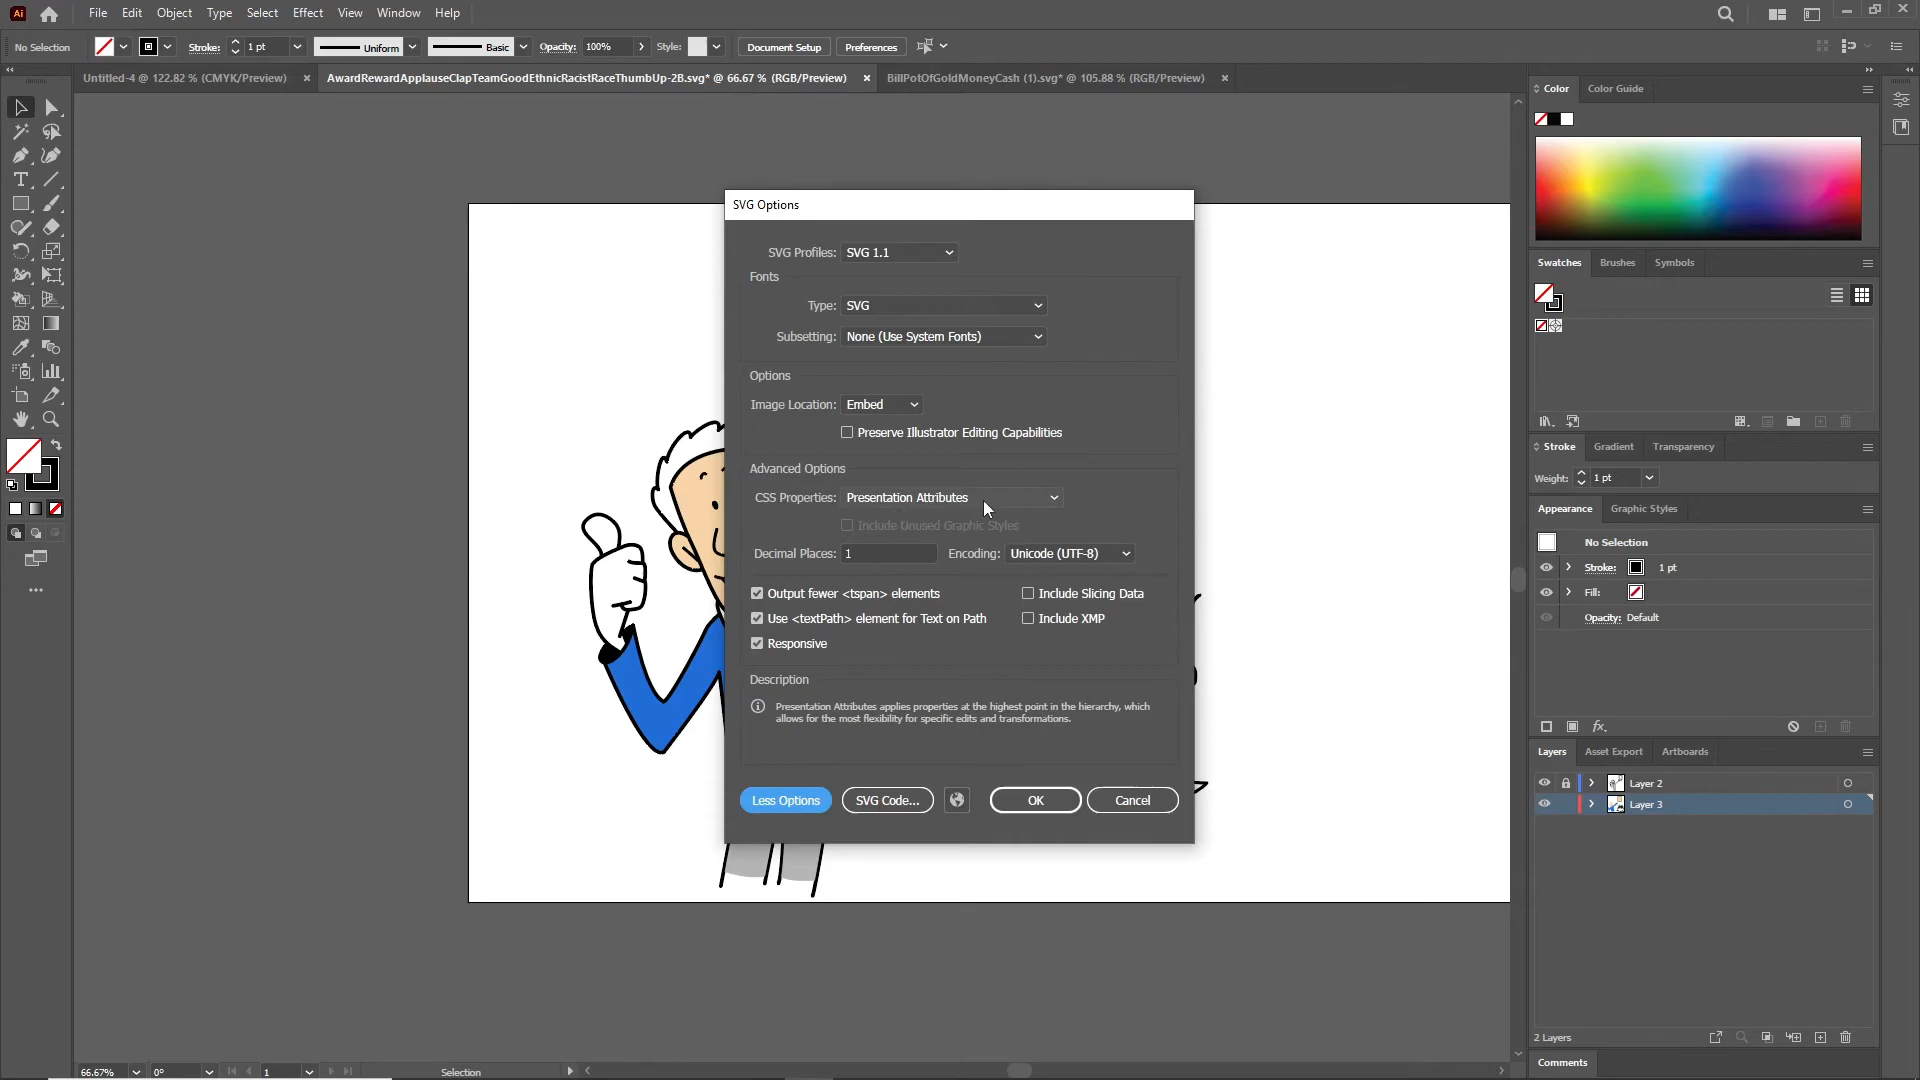 Ai File Edit Object Type Select Effect View Window Help
No Selection Stroke: 1 pt Uniform Basic Opacity: 100% Style: Document Setup Preferences
Untitled-4 @ 122.82 % (CMYK/Preview) × AwardRewardApplauseClapTeamGoodEthnicRacistRaceThumbUp-2B.svg* @ 66.67 % (RGB/Preview) × BillPotOfGoldMoneyCash (1).svg* @ 105.88 % (RGB/Preview) ×
SVG Options
SVG Profiles: SVG 1.1
Fonts
Type: SVG
Subsetting: None (Use System Fonts)
Options
Image Location: Embed
Preserve Illustrator Editing Capabilities
Advanced Options
CSS Properties: Presentation Attributes
Include Unused Graphic Styles
Decimal Places: 1 Encoding: Unicode (UTF-8)
Output fewer <tspan> elements Include Slicing Data
Use <textPath> element for Text on Path Include XMP
Responsive
Description
Presentation Attributes applies properties at the highest point in the hierarchy, which
allows for the most flexibility for specific edits and transformations.
Less Options SVG Code... OK Cancel
Color Color Guide
Swatches Brushes Symbols
Stroke Gradient Transparency
Weight: 1 pt
Appearance Graphic Styles
No Selection
Stroke: 1 pt
Fill:
Opacity: Default
fx
Layers Asset Export Artboards
Layer 2
Layer 3
2 Layers
Comments
66.67% 0° 1 Selection